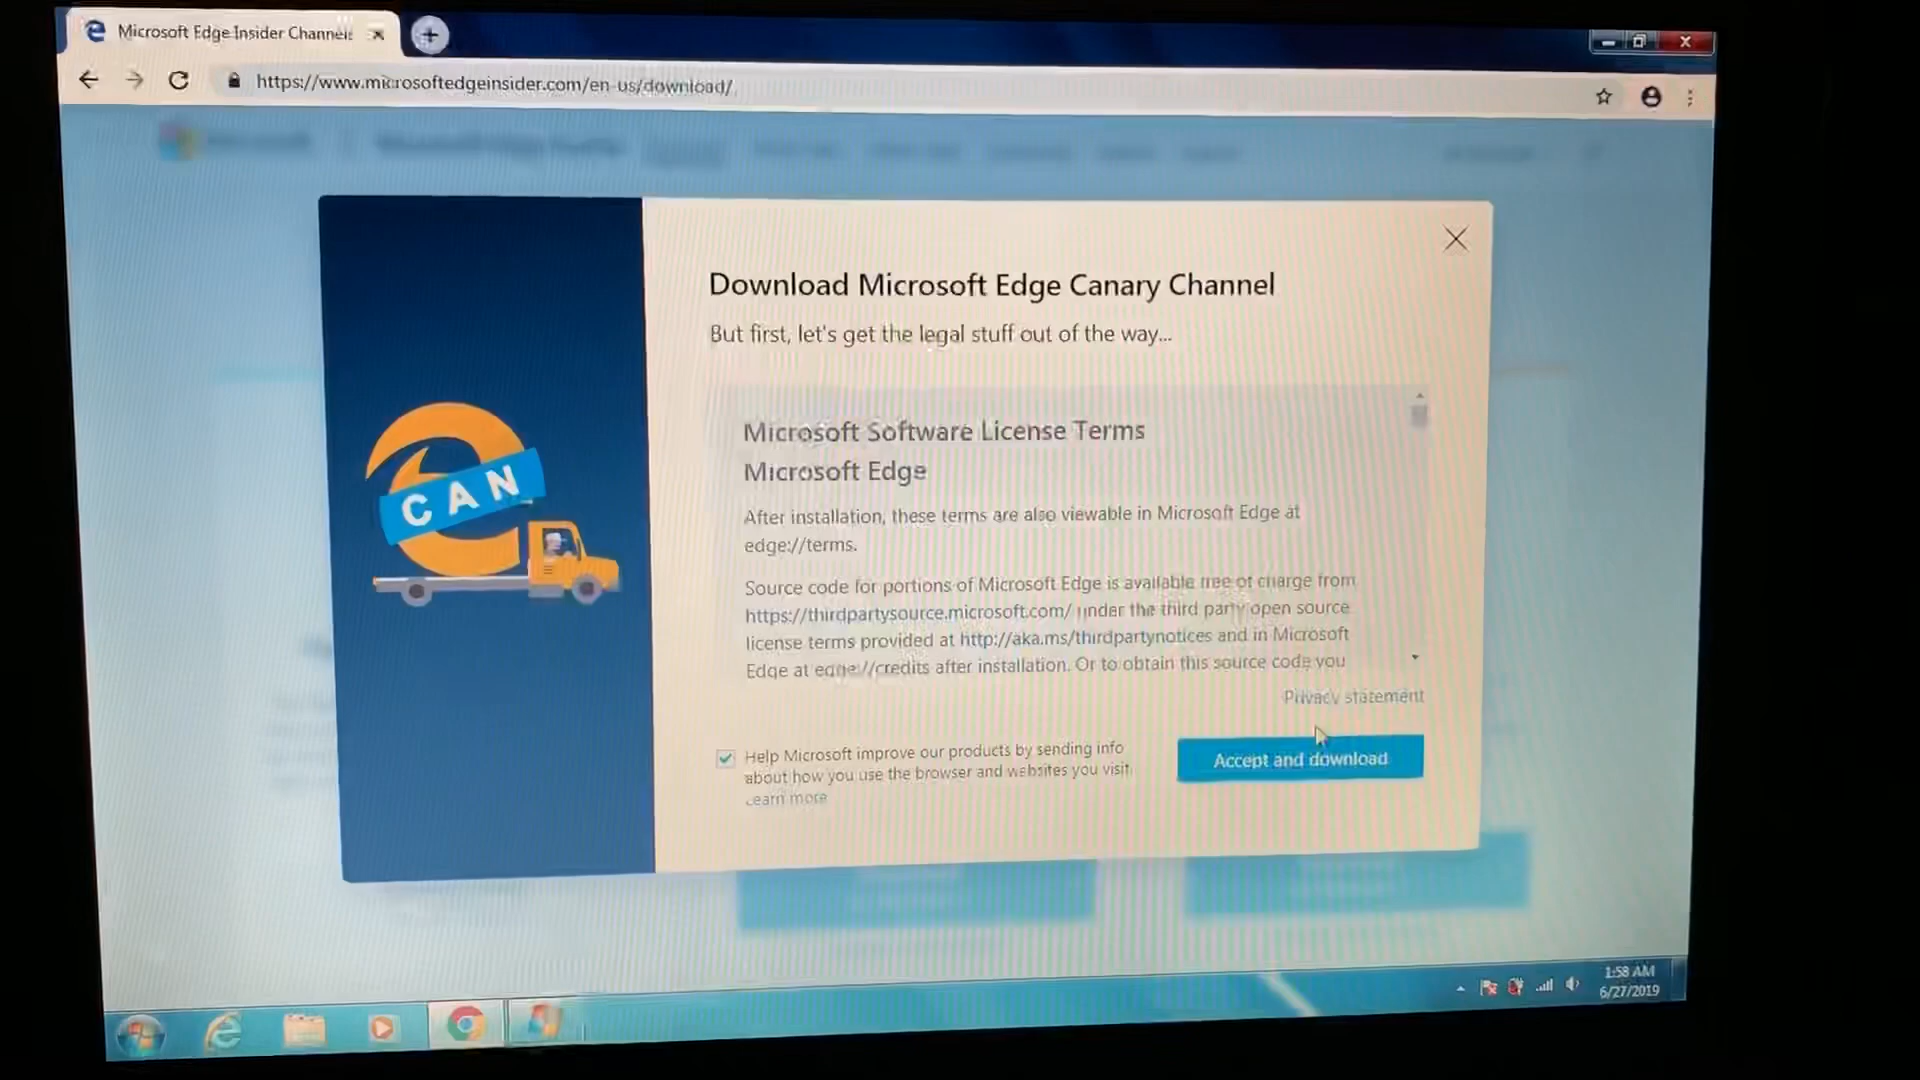 Microsoft Edge Insider Channels
https://www.microsoftedgeinsider.com/en-us/download/
Download Microsoft Edge Canary Channel
But first, let's get the legal stuff out of the way...
Microsoft Software License Terms
Microsoft Edge
After installation, these terms are also viewable in Microsoft Edge at
edge://terms.
Source code for portions of Microsoft Edge is available free of charge from
https://thirdpartysource.microsoft.com/ under the third party open source
license terms provided at http://aka.ms/thirdpartynotices and in Microsoft
Edge at edge://credits after installation. Or to obtain this source code you
Privacy statement
Help Microsoft improve our products by sending info
about how you use the browser and websites you visit.
Learn more
Accept and download
CAN
1:58 AM
6/27/2019